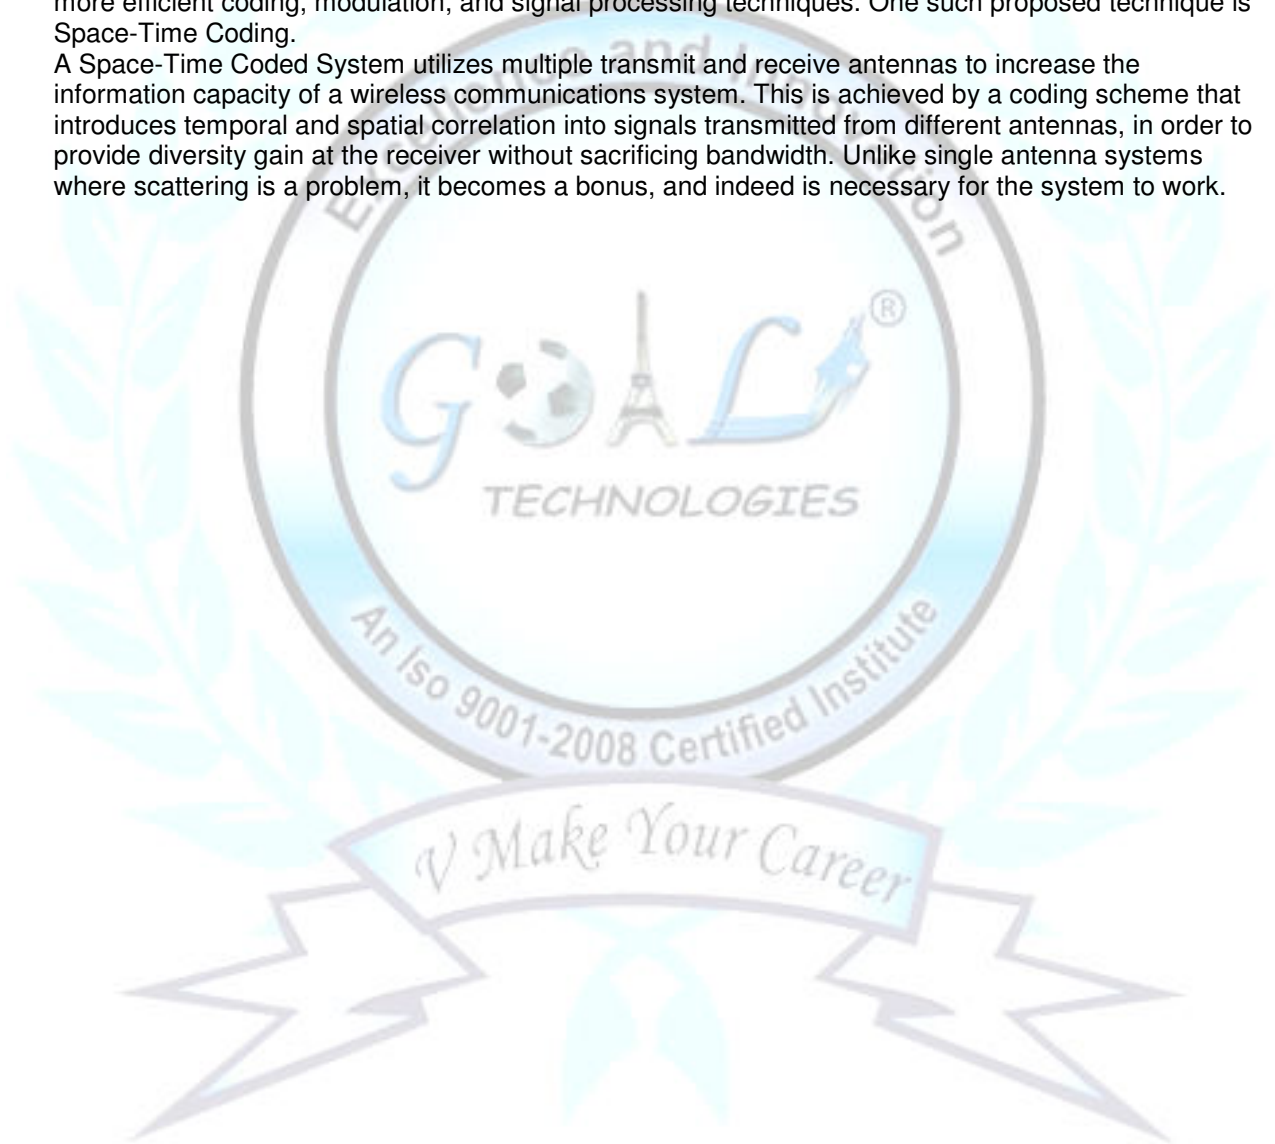 more efficient coding, modulation, and signal processing techniques. One such proposed technique is
Space-Time Coding.
A Space-Time Coded System utilizes multiple transmit and receive antennas to increase the
information capacity of a wireless communications system. This is achieved by a coding scheme that
introduces temporal and spatial correlation into signals transmitted from different antennas, in order to
provide diversity gain at the receiver without sacrificing bandwidth. Unlike single antenna systems
where scattering is a problem, it becomes a bonus, and indeed is necessary for the system to work.
Excellence and Innovation
GOAL ®
TECHNOLOGIES
An Iso 9001-2008 Certified Institute
V Make Your Career